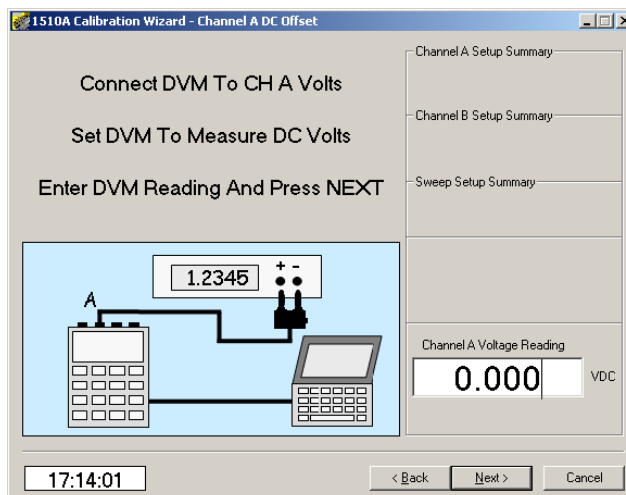 1510A Calibration Wizard - Channel A DC Offset
Connect DVM To CH A Volts
Set DVM To Measure DC Volts
Enter DVM Reading And Press NEXT
1.2345
+ -
A
Channel A Setup Summary
Channel B Setup Summary
Sweep Setup Summary
Channel A Voltage Reading
0.000 VDC
17:14:01
< Back
Next >
Cancel